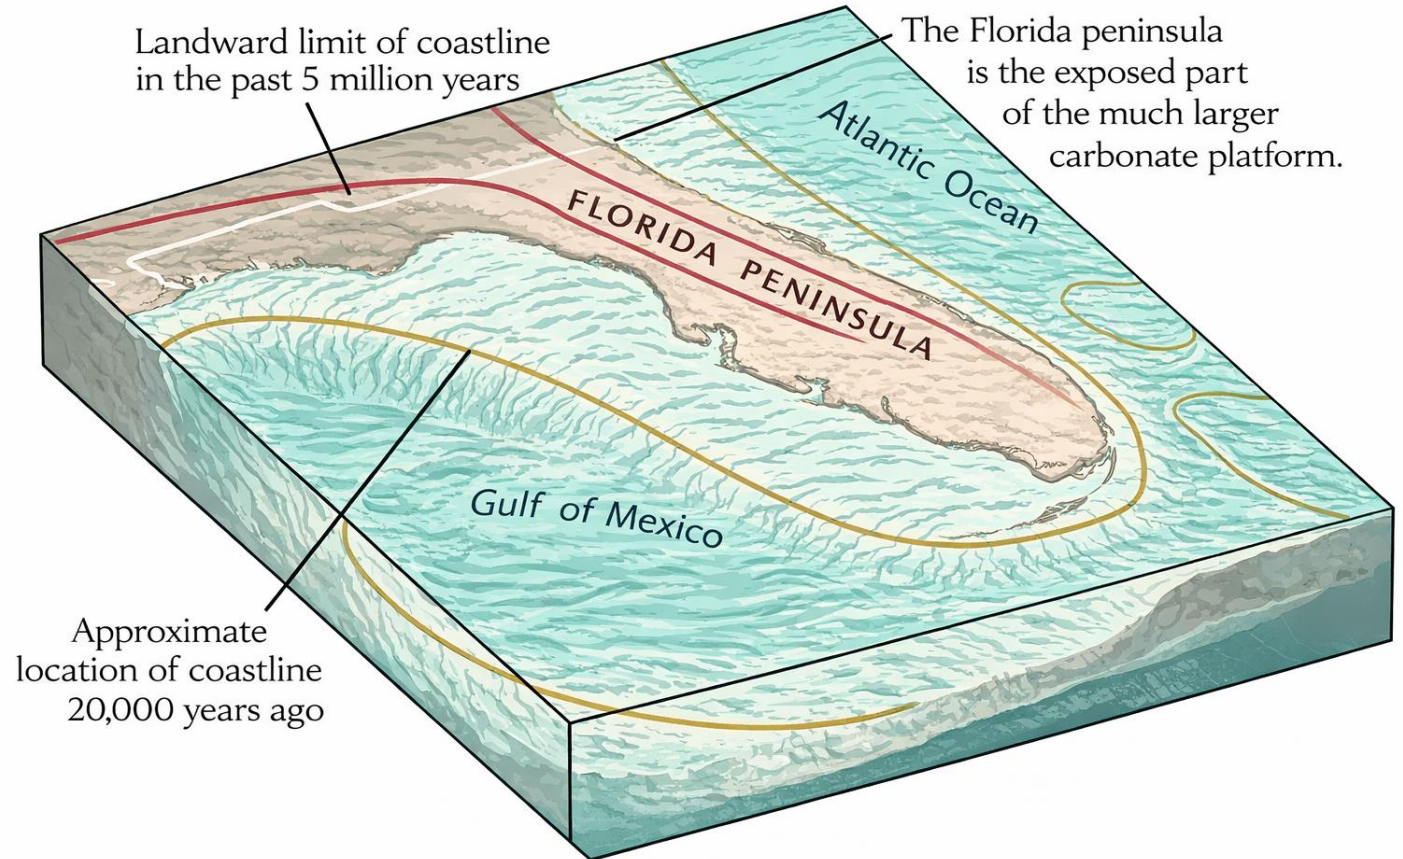 Landward limit of coastline
in the past 5 million years
The Florida peninsula
is the exposed part
of the much larger
carbonate platform.
Atlantic Ocean
FLORIDA PENINSULA
Gulf of Mexico
Approximate
location of coastline
20,000 years ago